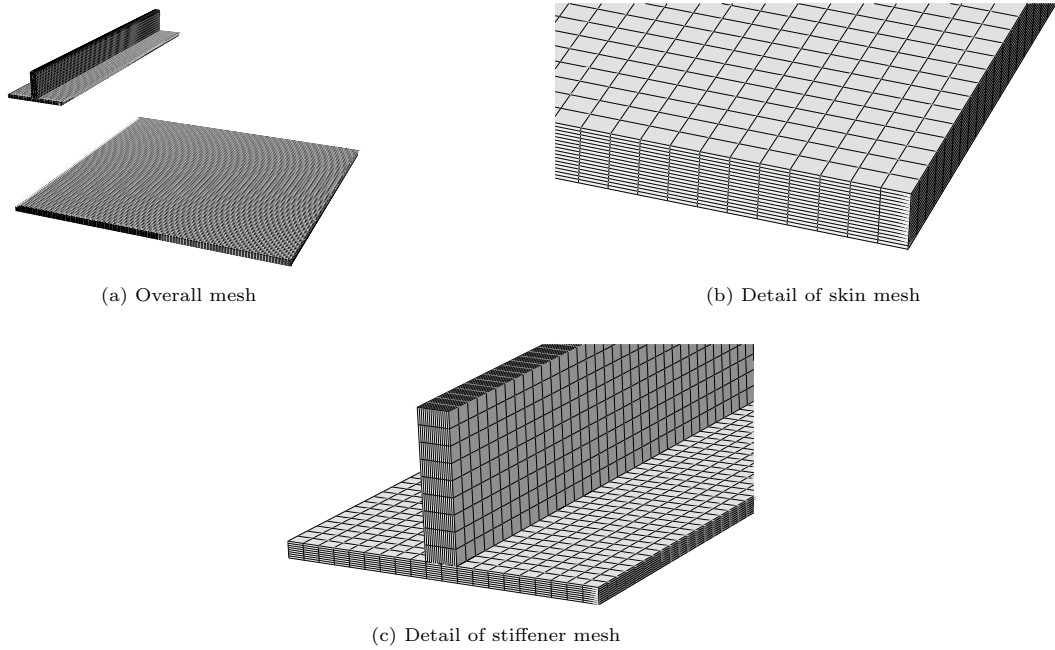 (a) Overall mesh
(b) Detail of skin mesh
(c) Detail of stiffener mesh